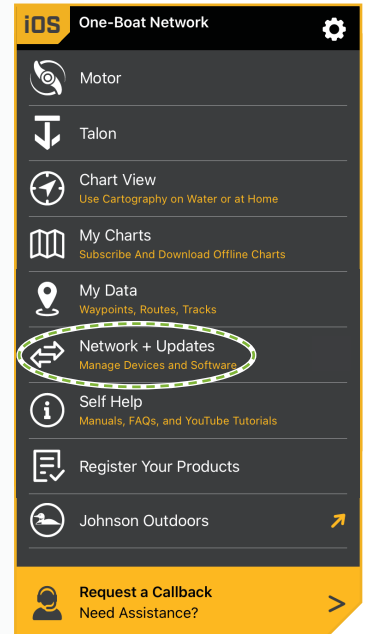 iOS
One-Boat Network
Motor
Talon
Chart View
Use Cartography on Water or at Home
My Charts
Subscribe And Download Offline Charts
My Data
Waypoints, Routes, Tracks
Network + Updates
Manage Devices and Software
Self Help
Manuals, FAQs, and YouTube Tutorials
Register Your Products
Johnson Outdoors
Request a Callback
Need Assistance?